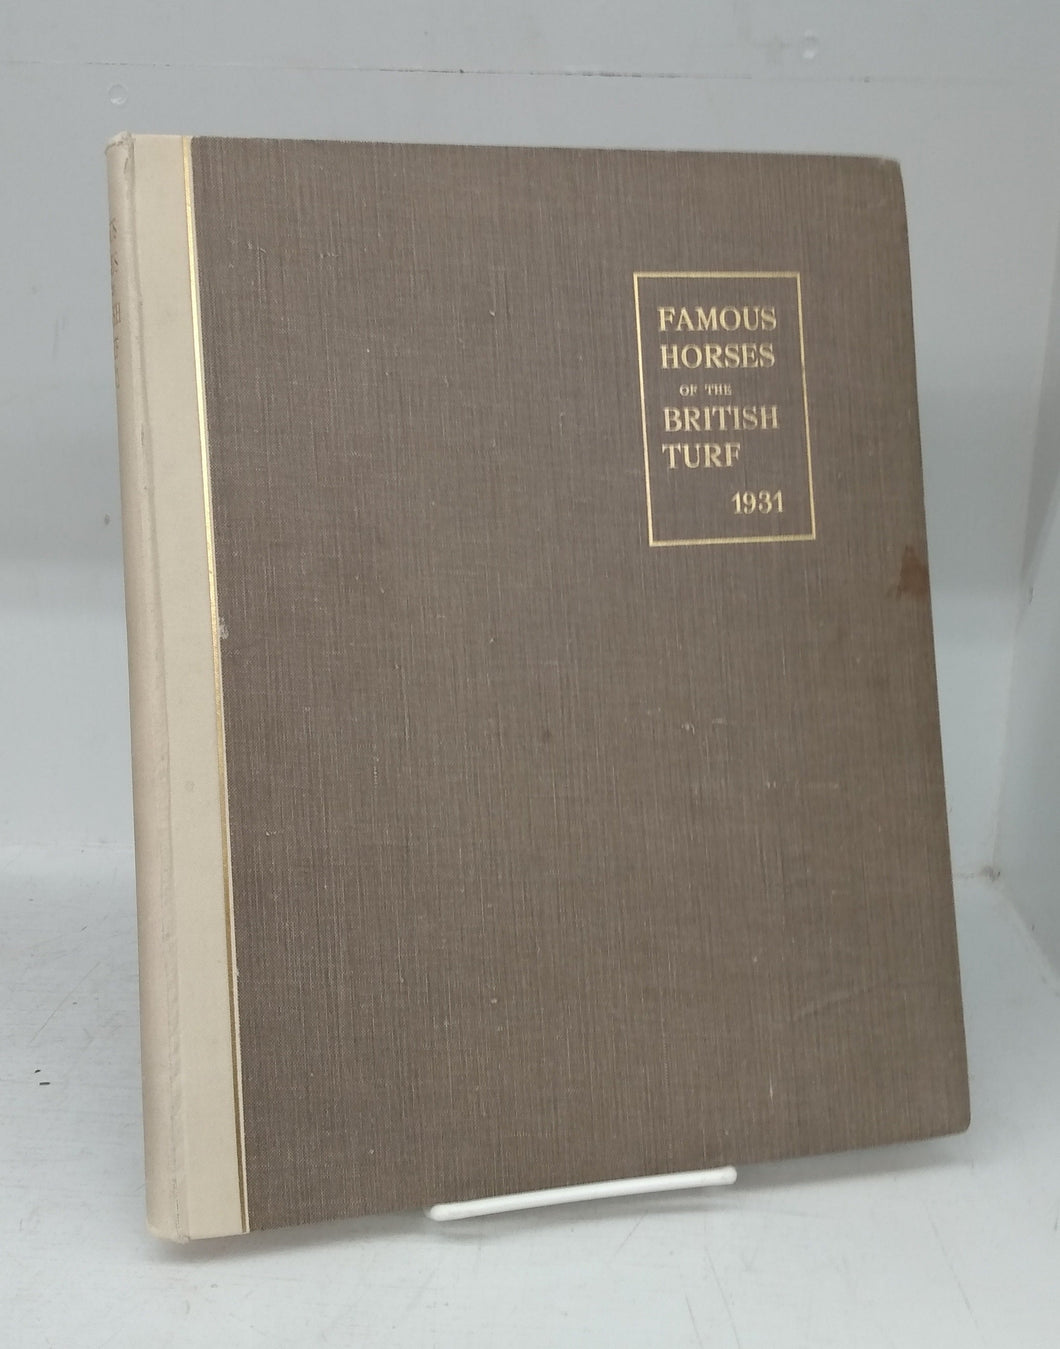 FAMOUS
HORSES
OF THE
BRITISH
TURF
1931